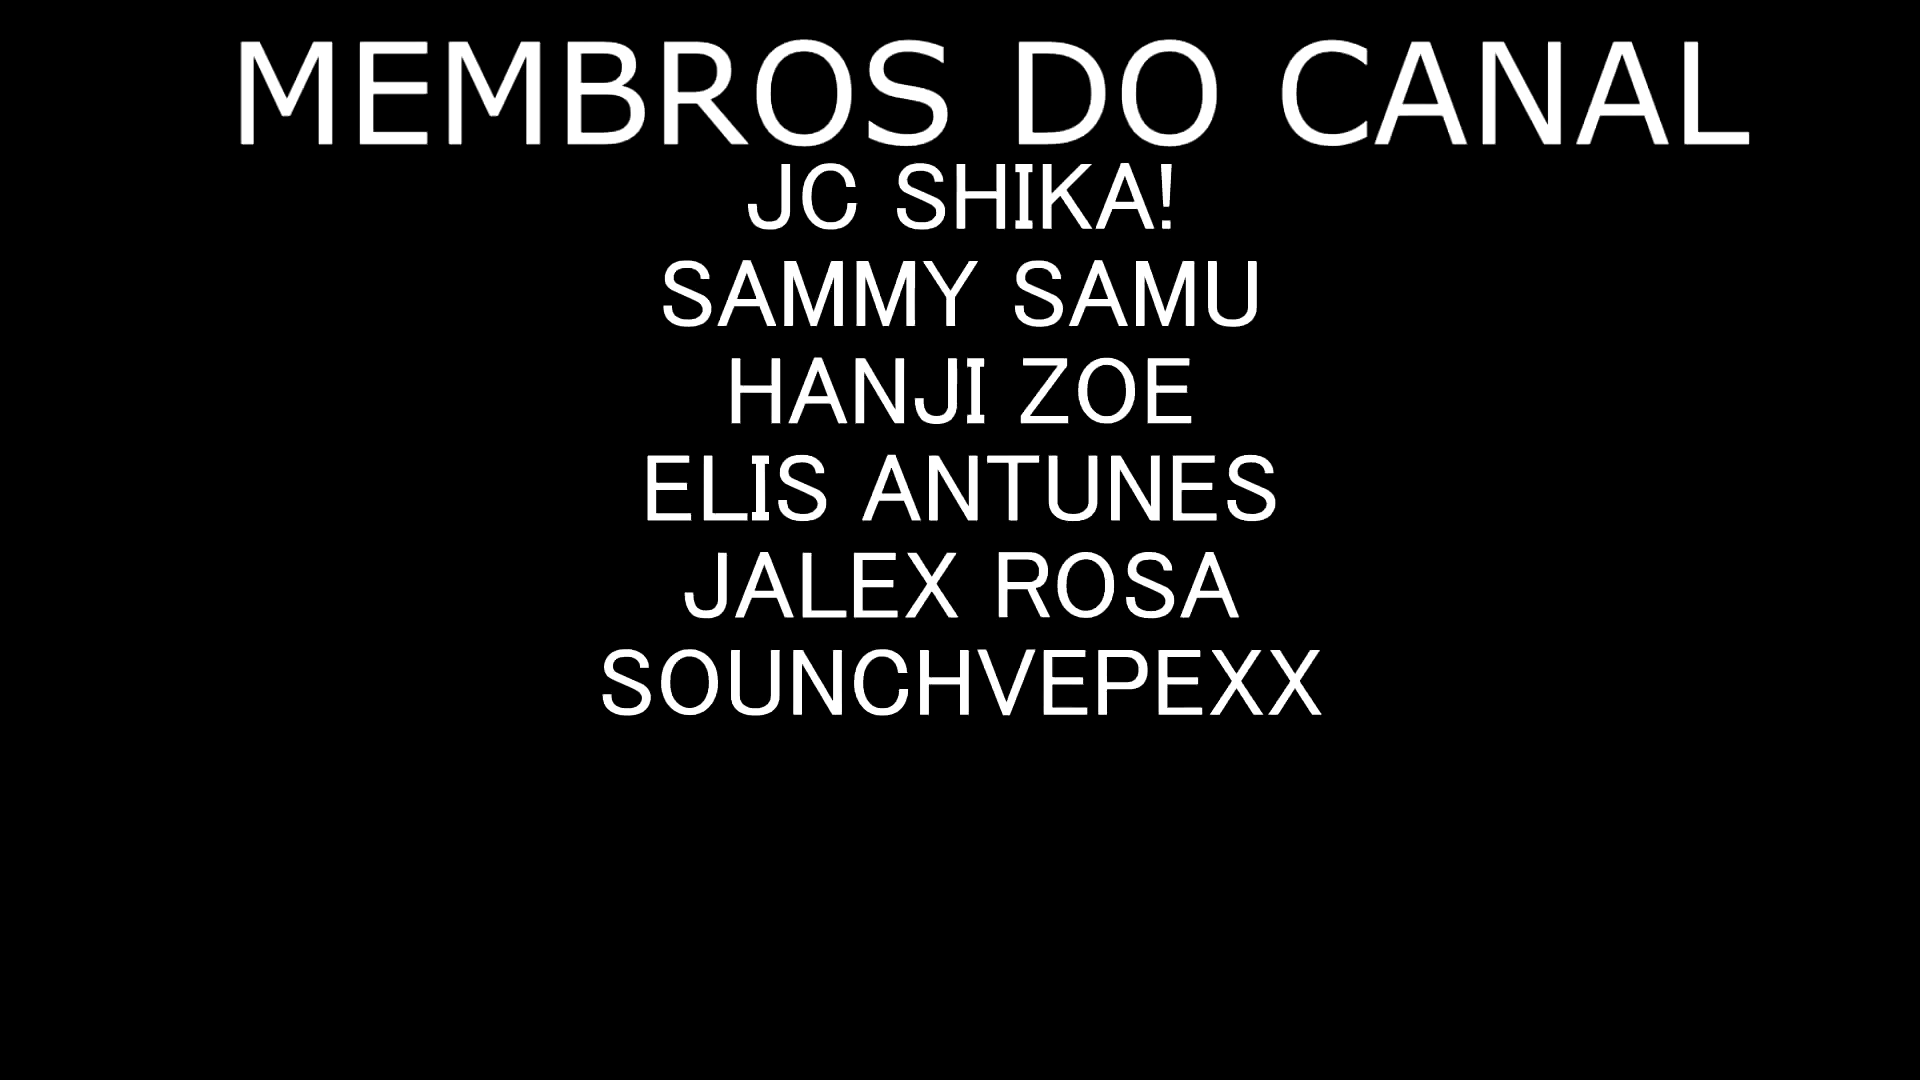 MEMBROS DO CANAL
JC SHIKA!
SAMMY SAMU
HANJI ZOE
ELIS ANTUNES
JALEX ROSA
SOUNCHVEPEXX